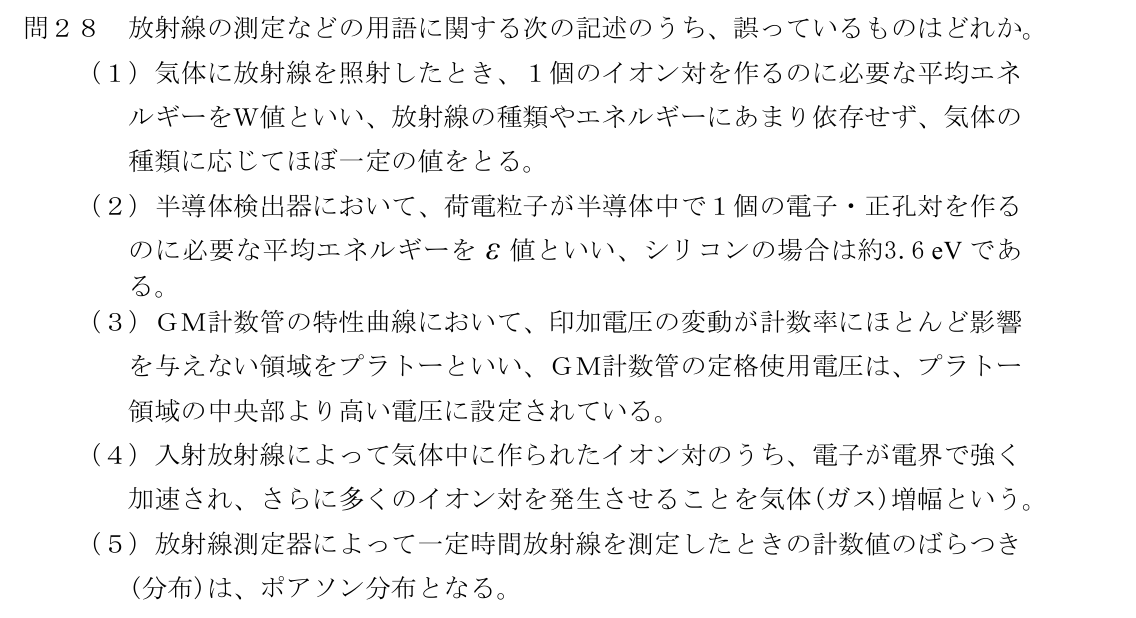 問２８　放射線の測定などの用語に関する次の記述のうち、誤っているものはどれか。
（１）気体に放射線を照射したとき、１個のイオン対を作るのに必要な平均エネ
ルギーをW値といい、放射線の種類やエネルギーにあまり依存せず、気体の
種類に応じてほぼ一定の値をとる。
（２）半導体検出器において、荷電粒子が半導体中で１個の電子・正孔対を作る
のに必要な平均エネルギーを ε 値といい、シリコンの場合は約3.6 eV であ
る。
（３）ＧＭ計数管の特性曲線において、印加電圧の変動が計数率にほとんど影響
を与えない領域をプラトーといい、ＧＭ計数管の定格使用電圧は、プラトー
領域の中央部より高い電圧に設定されている。
（４）入射放射線によって気体中に作られたイオン対のうち、電子が電界で強く
加速され、さらに多くのイオン対を発生させることを気体(ガス)増幅という。
（５）放射線測定器によって一定時間放射線を測定したときの計数値のばらつき
(分布)は、ポアソン分布となる。